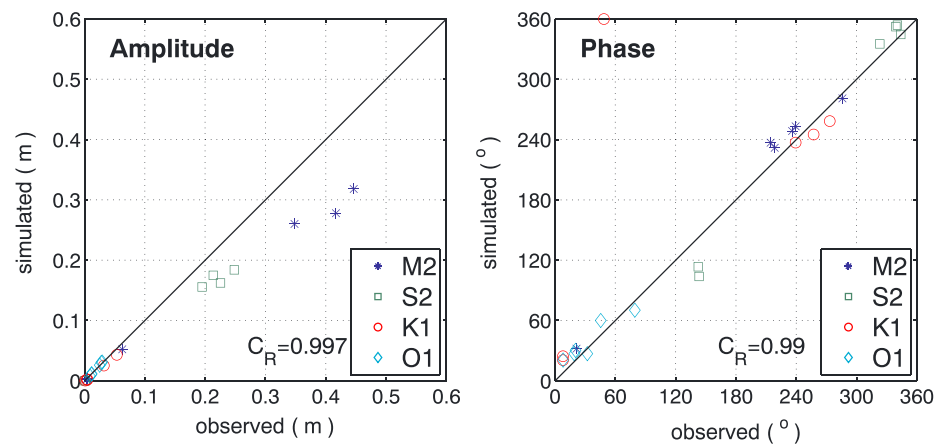 Amplitude
simulated ( m )
0.6
0.5
0.4
0.3
0.2
0.1
0
M2
S2
K1
O1
C_R=0.997
0 0.1 0.2 0.3 0.4 0.5 0.6
observed ( m )
Phase
simulated ( ° )
360
300
240
180
120
60
0
M2
S2
K1
O1
C_R=0.99
0 60 120 180 240 300 360
observed ( ° )